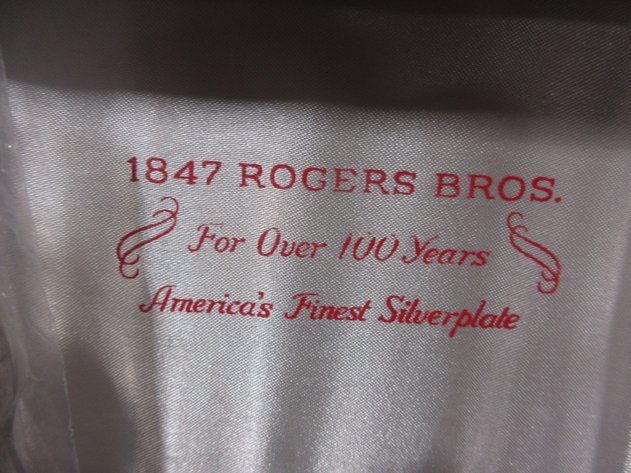 1847 ROGERS BROS.
For Over 100 Years
America's Finest Silverplate